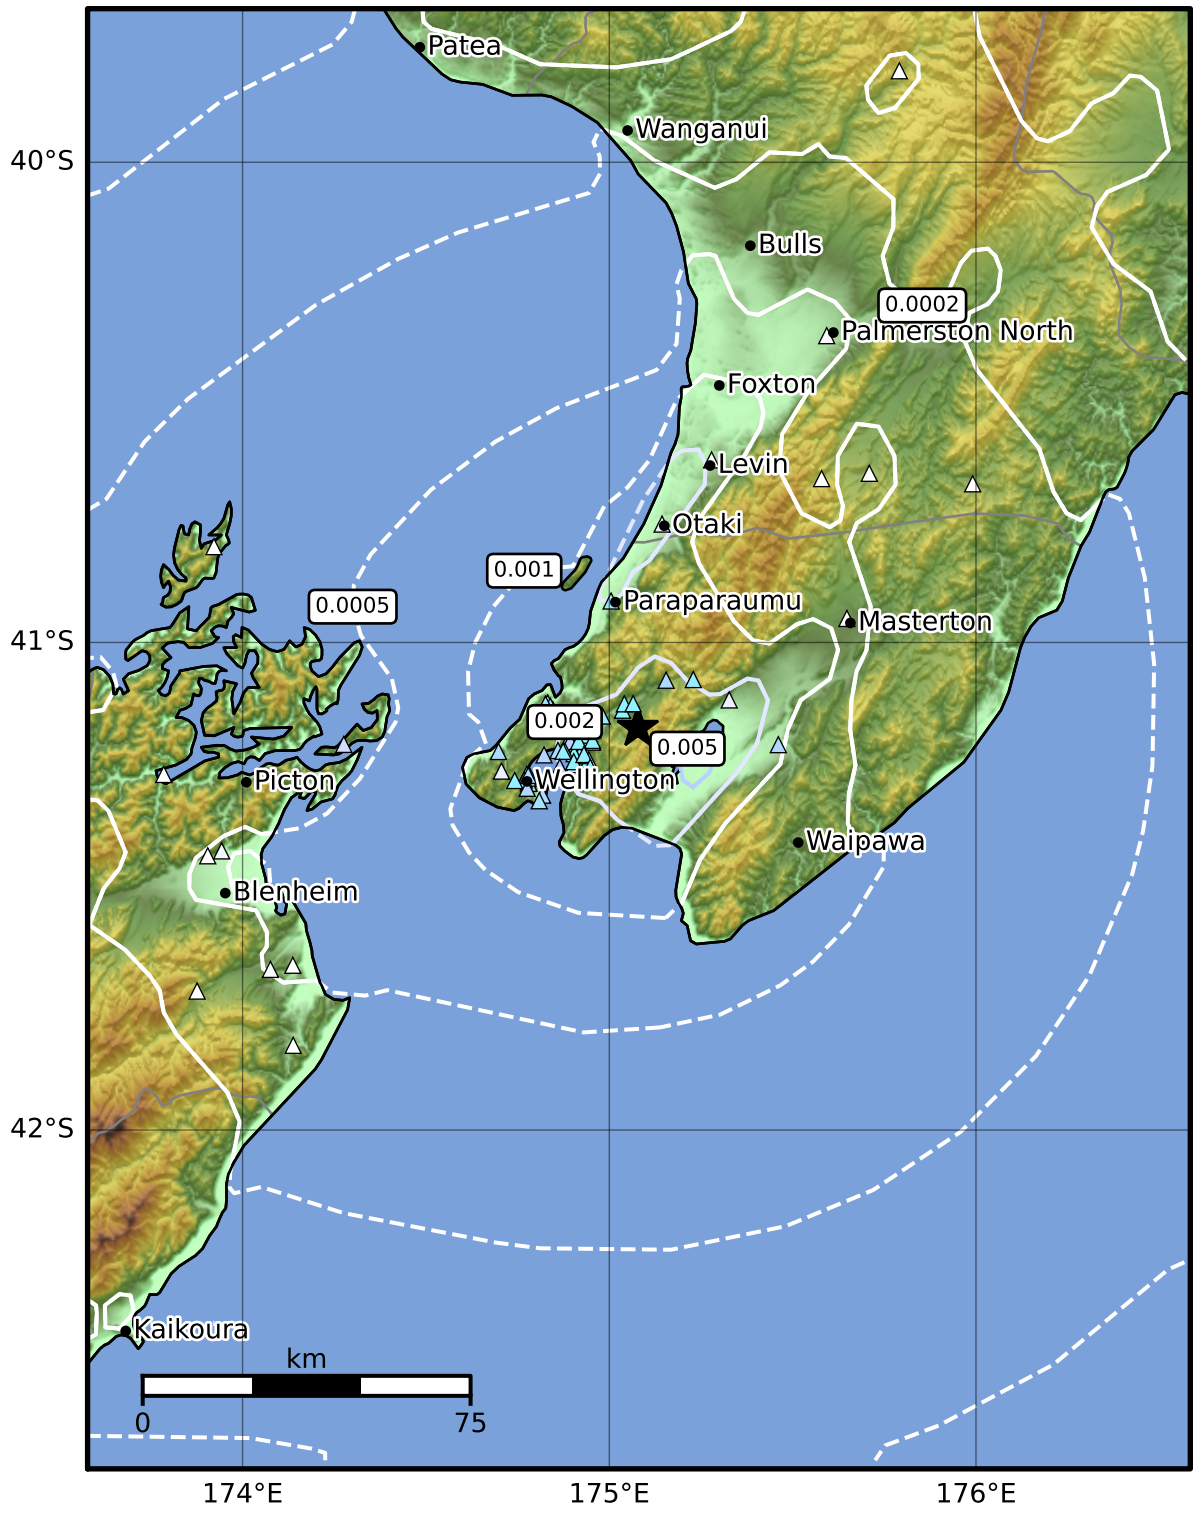 Patea
Wanganui
40°S
Bulls
0.0002
Palmerston North
Foxton
Levin
Otaki
0.001
0.0005
Paraparaumu
Masterton
41°S
0.002
0.005
Picton
Wellington
Waipawa
Blenheim
42°S
Kaikoura
km
0 75
174°E 175°E 176°E